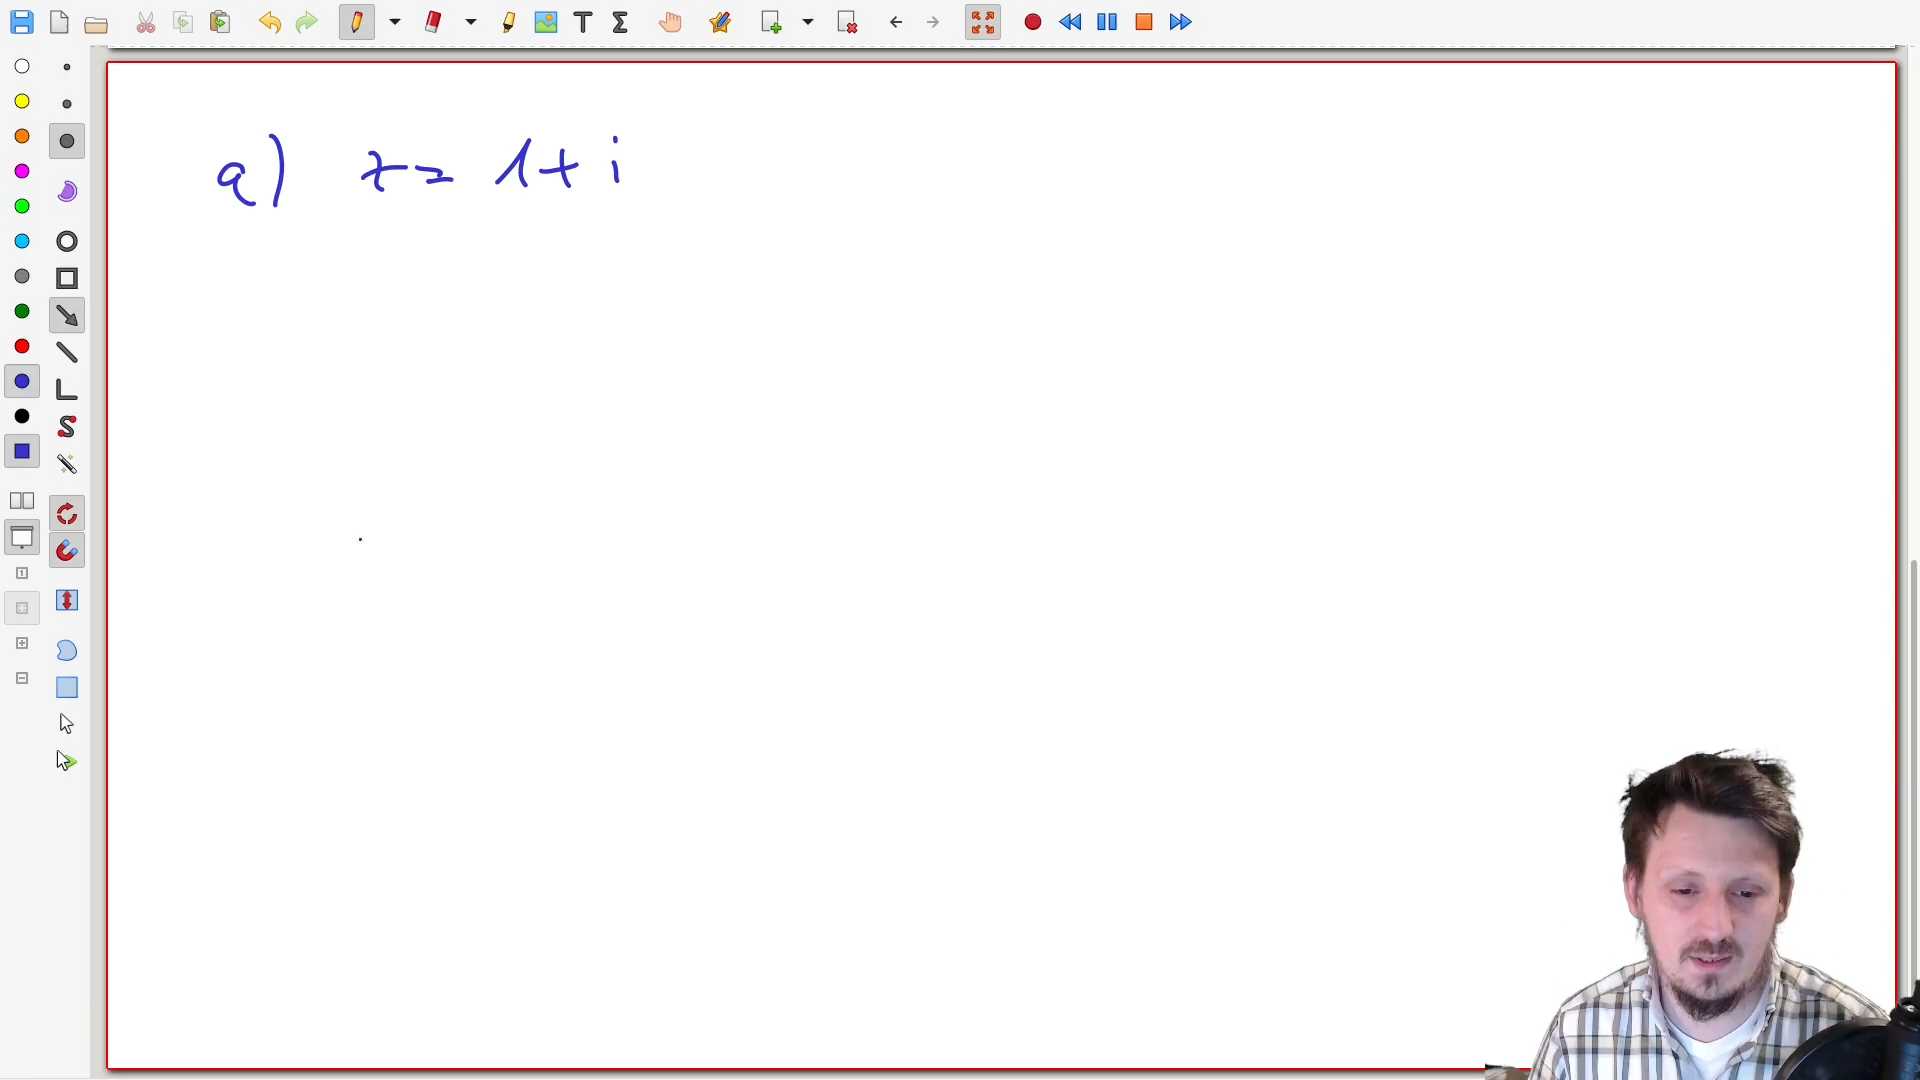 a) z = 1 + i